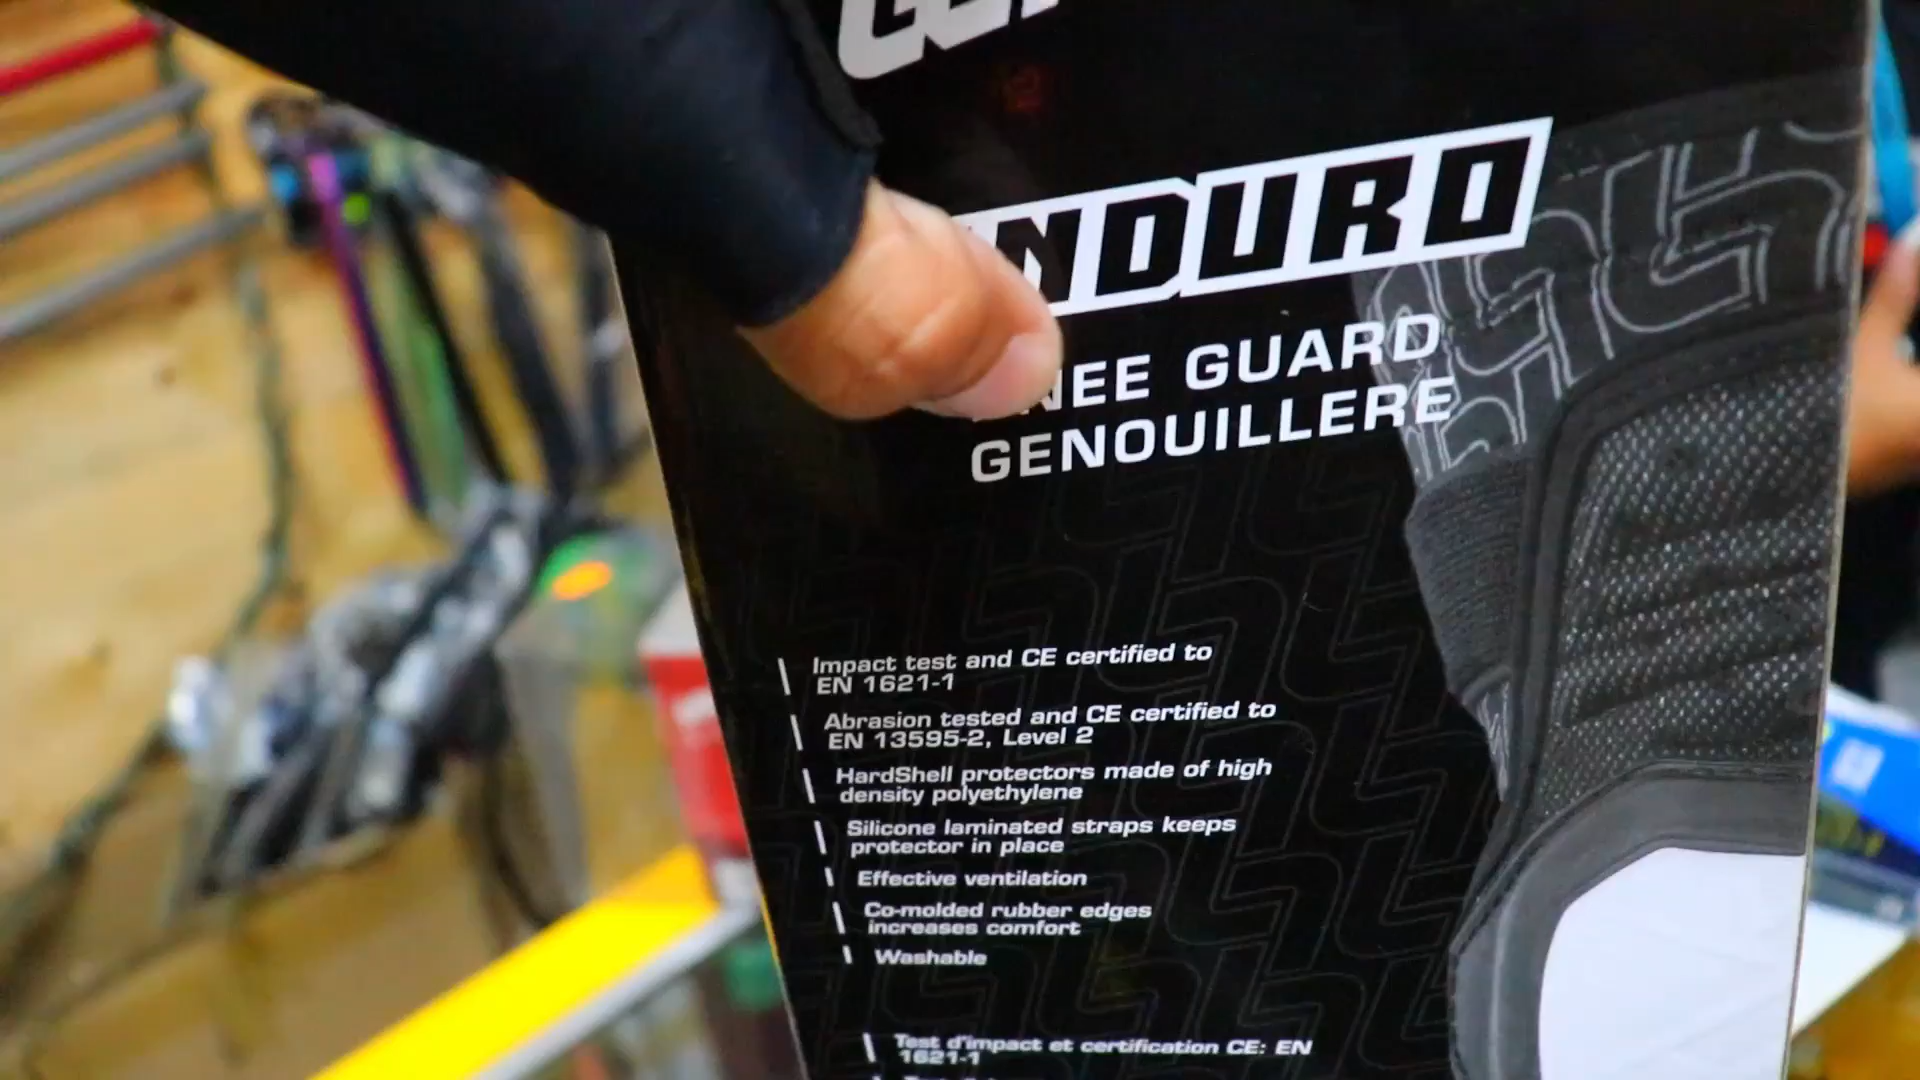 NDURO
NEE GUARD
GENOUILLERE
Impact test and CE certified to
EN 1621-1
Abrasion tested and CE certified to
EN 13595-2, Level 2
HardShell protectors made of high
density polyethylene
Silicone laminated straps keeps
protector in place
Effective ventilation
Co-molded rubber edges
increases comfort
Washable
Test d'impact et certification CE: EN
1621-1